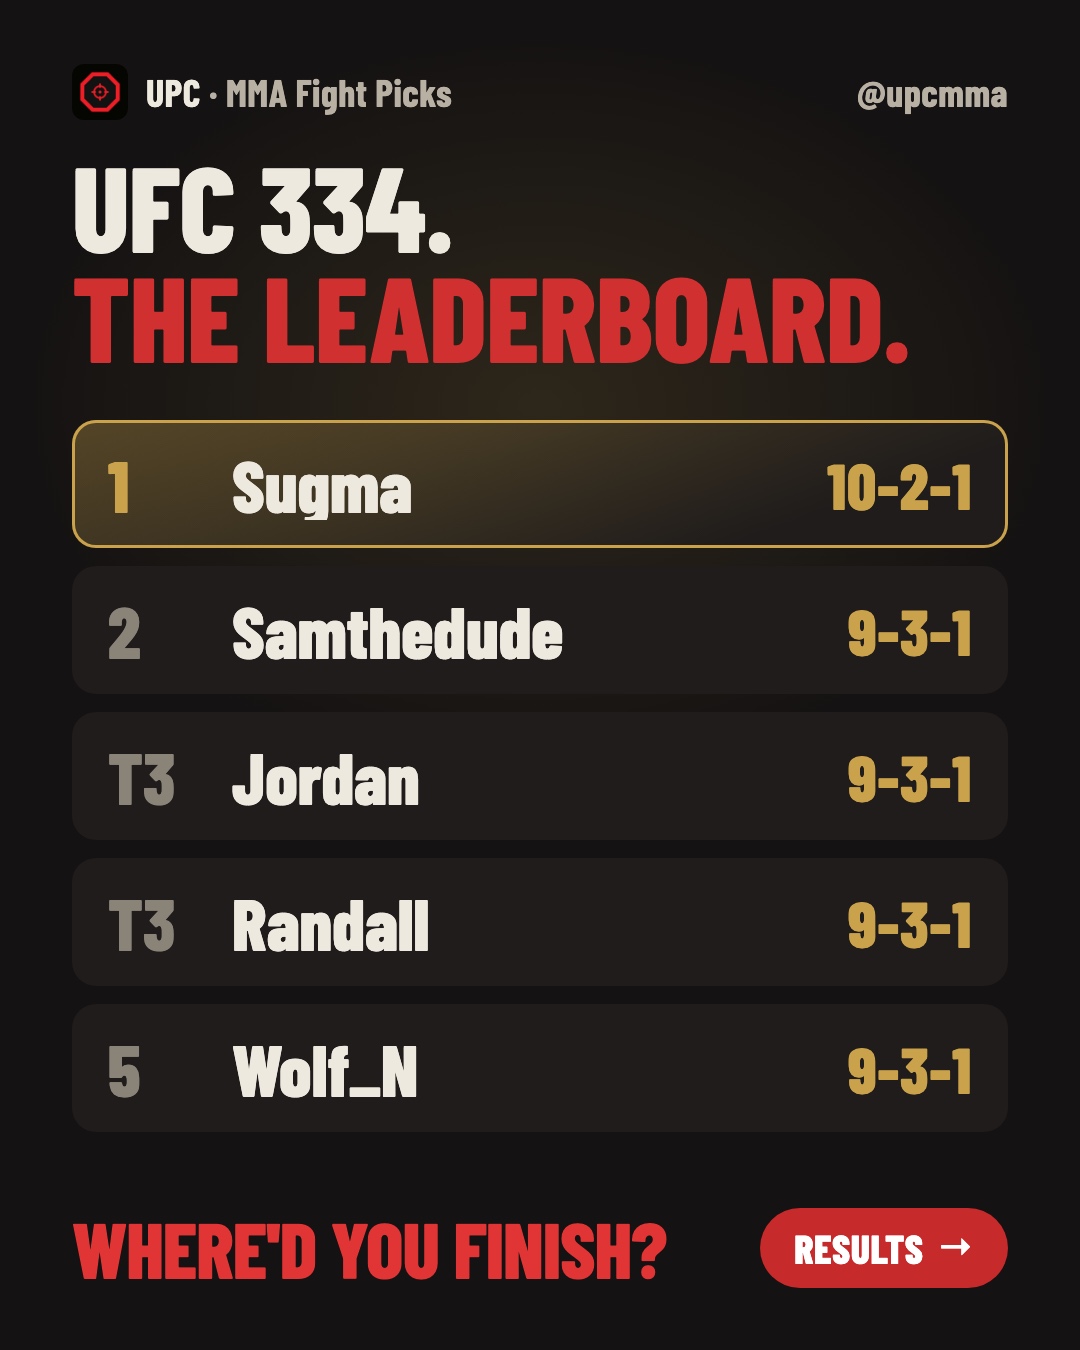 UPC · MMA Fight Picks @upcmma
UFC 334.
THE LEADERBOARD.
1 Sugma 10-2-1
2 Samthedude 9-3-1
T3 Jordan 9-3-1
T3 Randall 9-3-1
5 Wolf_N 9-3-1
WHERE'D YOU FINISH? RESULTS →